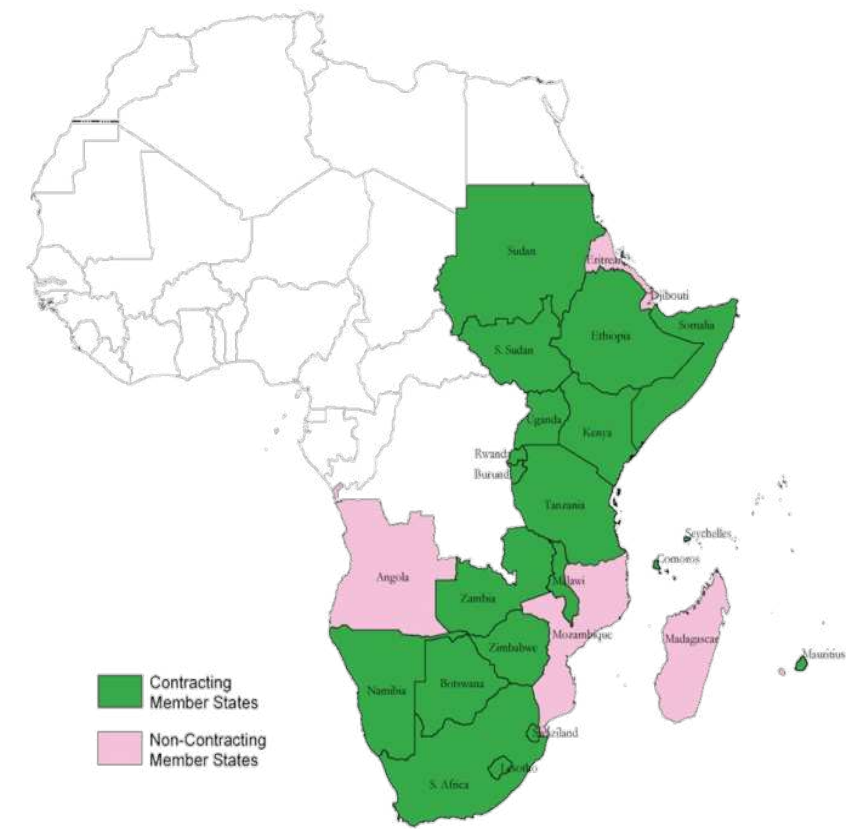 Sudan
Eritrea
Djibouti
Somalia
Ethiopia
S. Sudan
Uganda
Kenya
Rwanda
Burundi
Tanzania
Seychelles
Comoros
Angola
Malawi
Zambia
Mozambique
Madagascar
Zimbabwe
Mauritius
Namibia
Botswana
Contracting
Member States
Non-Contracting
Member States
Swaziland
Lesotho
S. Africa